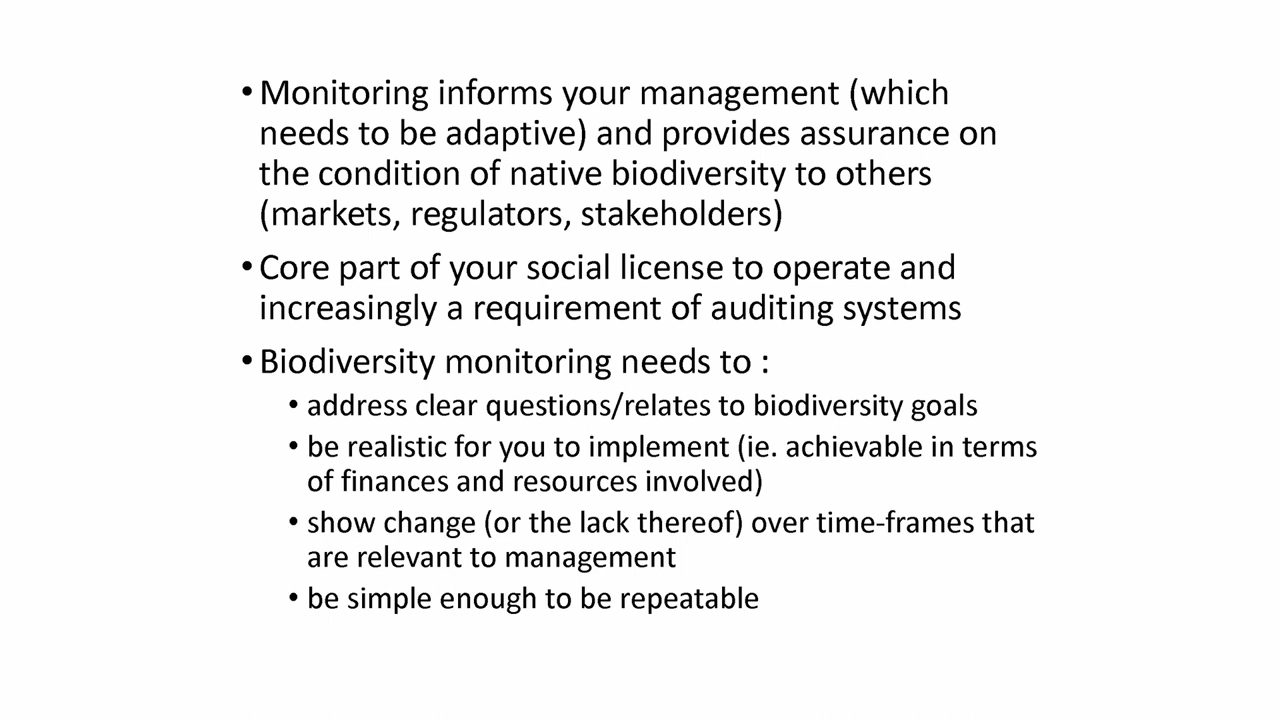 • Monitoring informs your management (which
needs to be adaptive) and provides assurance on
the condition of native biodiversity to others
(markets, regulators, stakeholders)
• Core part of your social license to operate and
increasingly a requirement of auditing systems
• Biodiversity monitoring needs to :
• address clear questions/relates to biodiversity goals
• be realistic for you to implement (ie. achievable in terms
of finances and resources involved)
• show change (or the lack thereof) over time-frames that
are relevant to management
• be simple enough to be repeatable